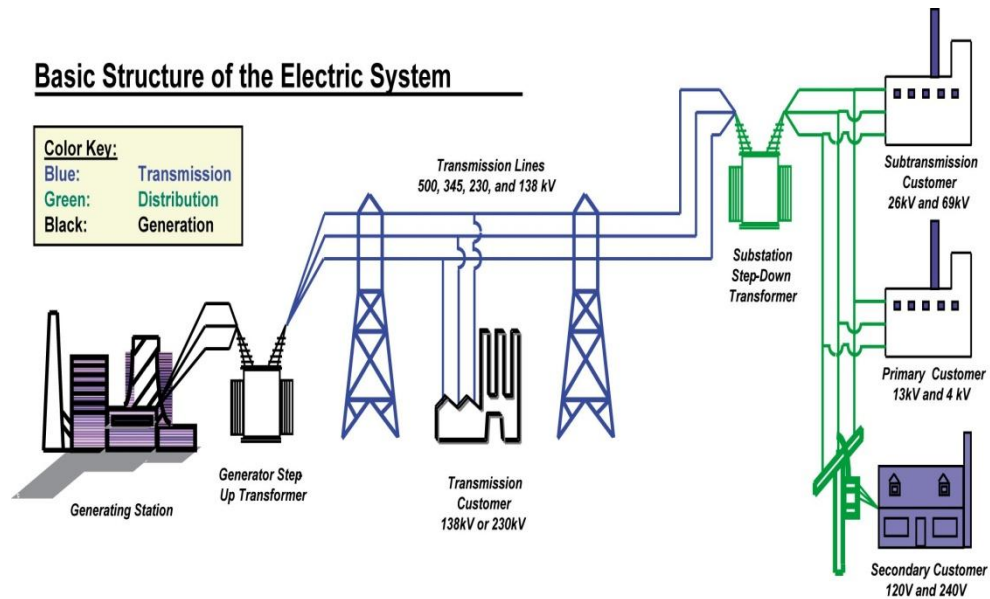 Basic Structure of the Electric System
Color Key:
Blue: Transmission
Green: Distribution
Black: Generation
Transmission Lines
500, 345, 230, and 138 kV
Generating Station
Generator Step
Up Transformer
Transmission
Customer
138kV or 230kV
Substation
Step-Down
Transformer
Subtransmission
Customer
26kV and 69kV
Primary Customer
13kV and 4 kV
Secondary Customer
120V and 240V